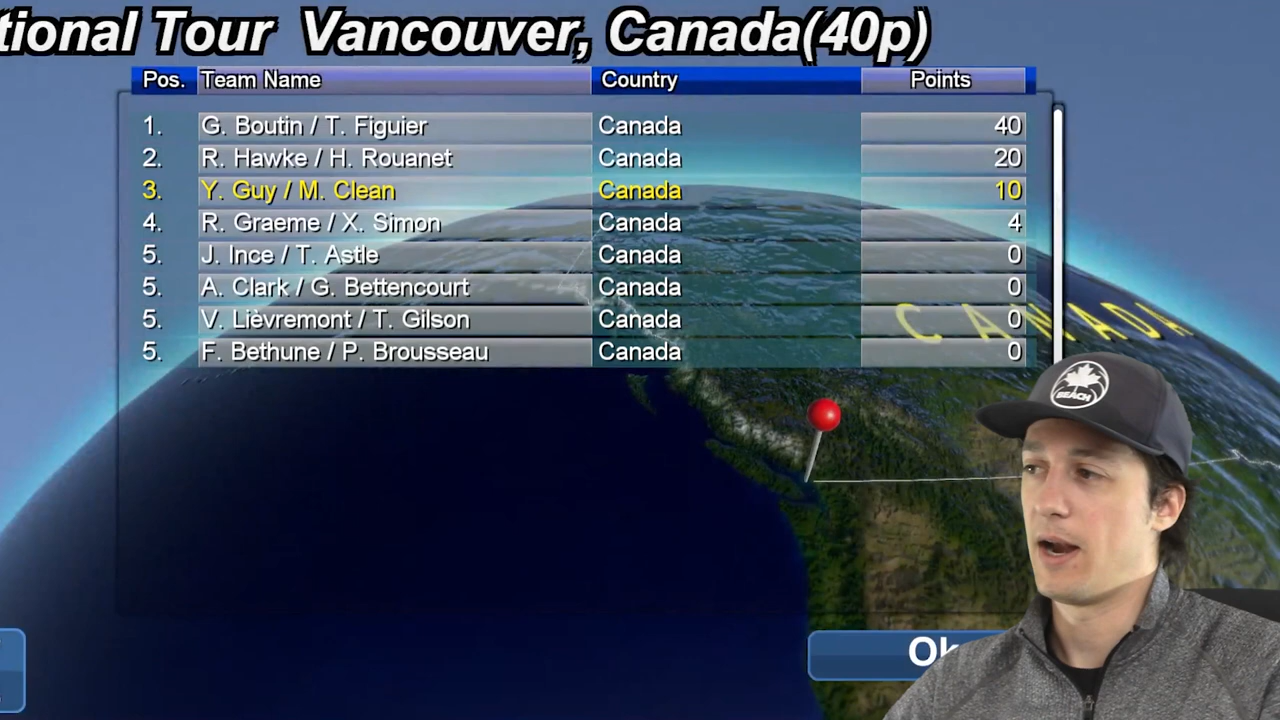 tional Tour Vancouver, Canada(40p)
Pos. Team Name Country Points
1. G. Boutin / T. Figuier Canada 40
2. R. Hawke / H. Rouanet Canada 20
3. Y. Guy / M. Clean Canada 10
4. R. Graeme / X. Simon Canada 4
5. J. Ince / T. Astle Canada 0
5. A. Clark / G. Bettencourt Canada 0
5. V. Lièvremont / T. Gilson Canada 0
5. F. Bethune / P. Brousseau Canada 0
CANADA
BEACH
Ok